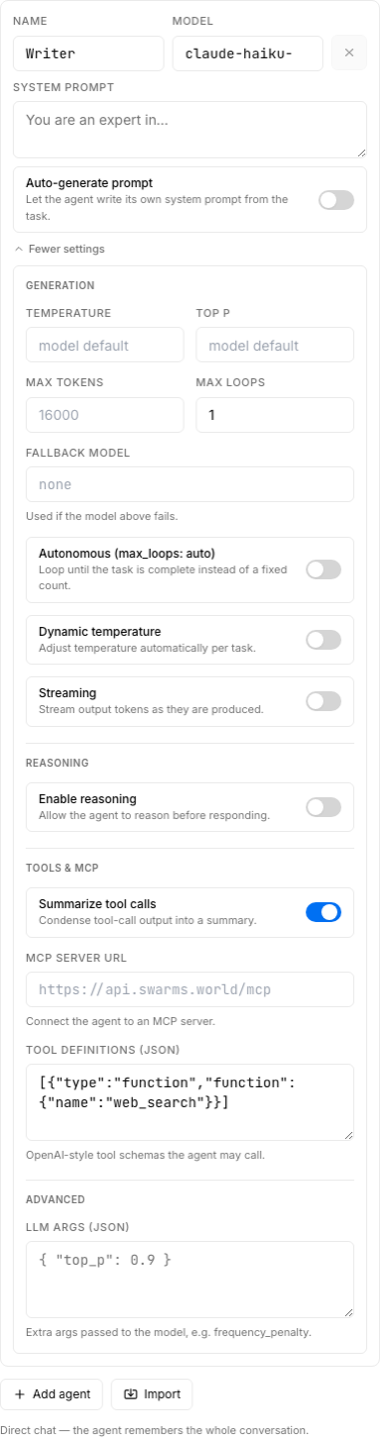 NAME MODEL
Writer claude-haiku- ×
SYSTEM PROMPT
You are an expert in...
Auto-generate prompt
Let the agent write its own system prompt from the
task.
Fewer settings
GENERATION
TEMPERATURE TOP P
model default model default
MAX TOKENS MAX LOOPS
16000 1
FALLBACK MODEL
none
Used if the model above fails.
Autonomous (max_loops: auto)
Loop until the task is complete instead of a fixed
count.
Dynamic temperature
Adjust temperature automatically per task.
Streaming
Stream output tokens as they are produced.
REASONING
Enable reasoning
Allow the agent to reason before responding.
TOOLS & MCP
Summarize tool calls
Condense tool-call output into a summary.
MCP SERVER URL
https://api.swarms.world/mcp
Connect the agent to an MCP server.
TOOL DEFINITIONS (JSON)
[{"type":"function","function":
{"name":"web_search"}}]
OpenAI-style tool schemas the agent may call.
ADVANCED
LLM ARGS (JSON)
{ "top_p": 0.9 }
Extra args passed to the model, e.g. frequency_penalty.
+ Add agent Import
Direct chat — the agent remembers the whole conversation.